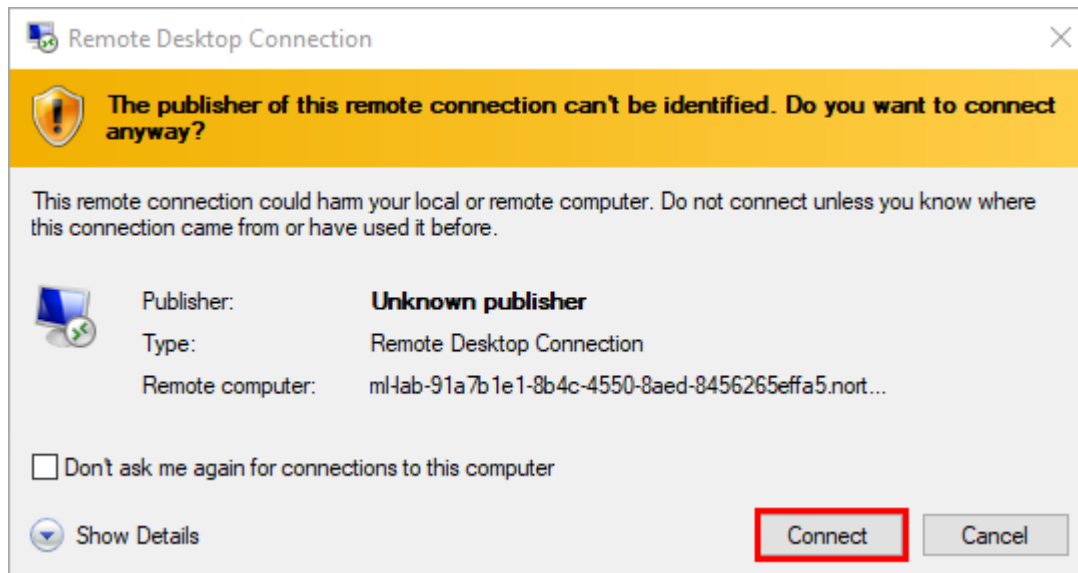 Remote Desktop Connection
The publisher of this remote connection can't be identified. Do you want to connect
anyway?
This remote connection could harm your local or remote computer. Do not connect unless you know where
this connection came from or have used it before.
Publisher: Unknown publisher
Type: Remote Desktop Connection
Remote computer: ml-lab-91a7b1e1-8b4c-4550-8aed-8456265effa5.nort...
Don't ask me again for connections to this computer
Show Details Connect Cancel